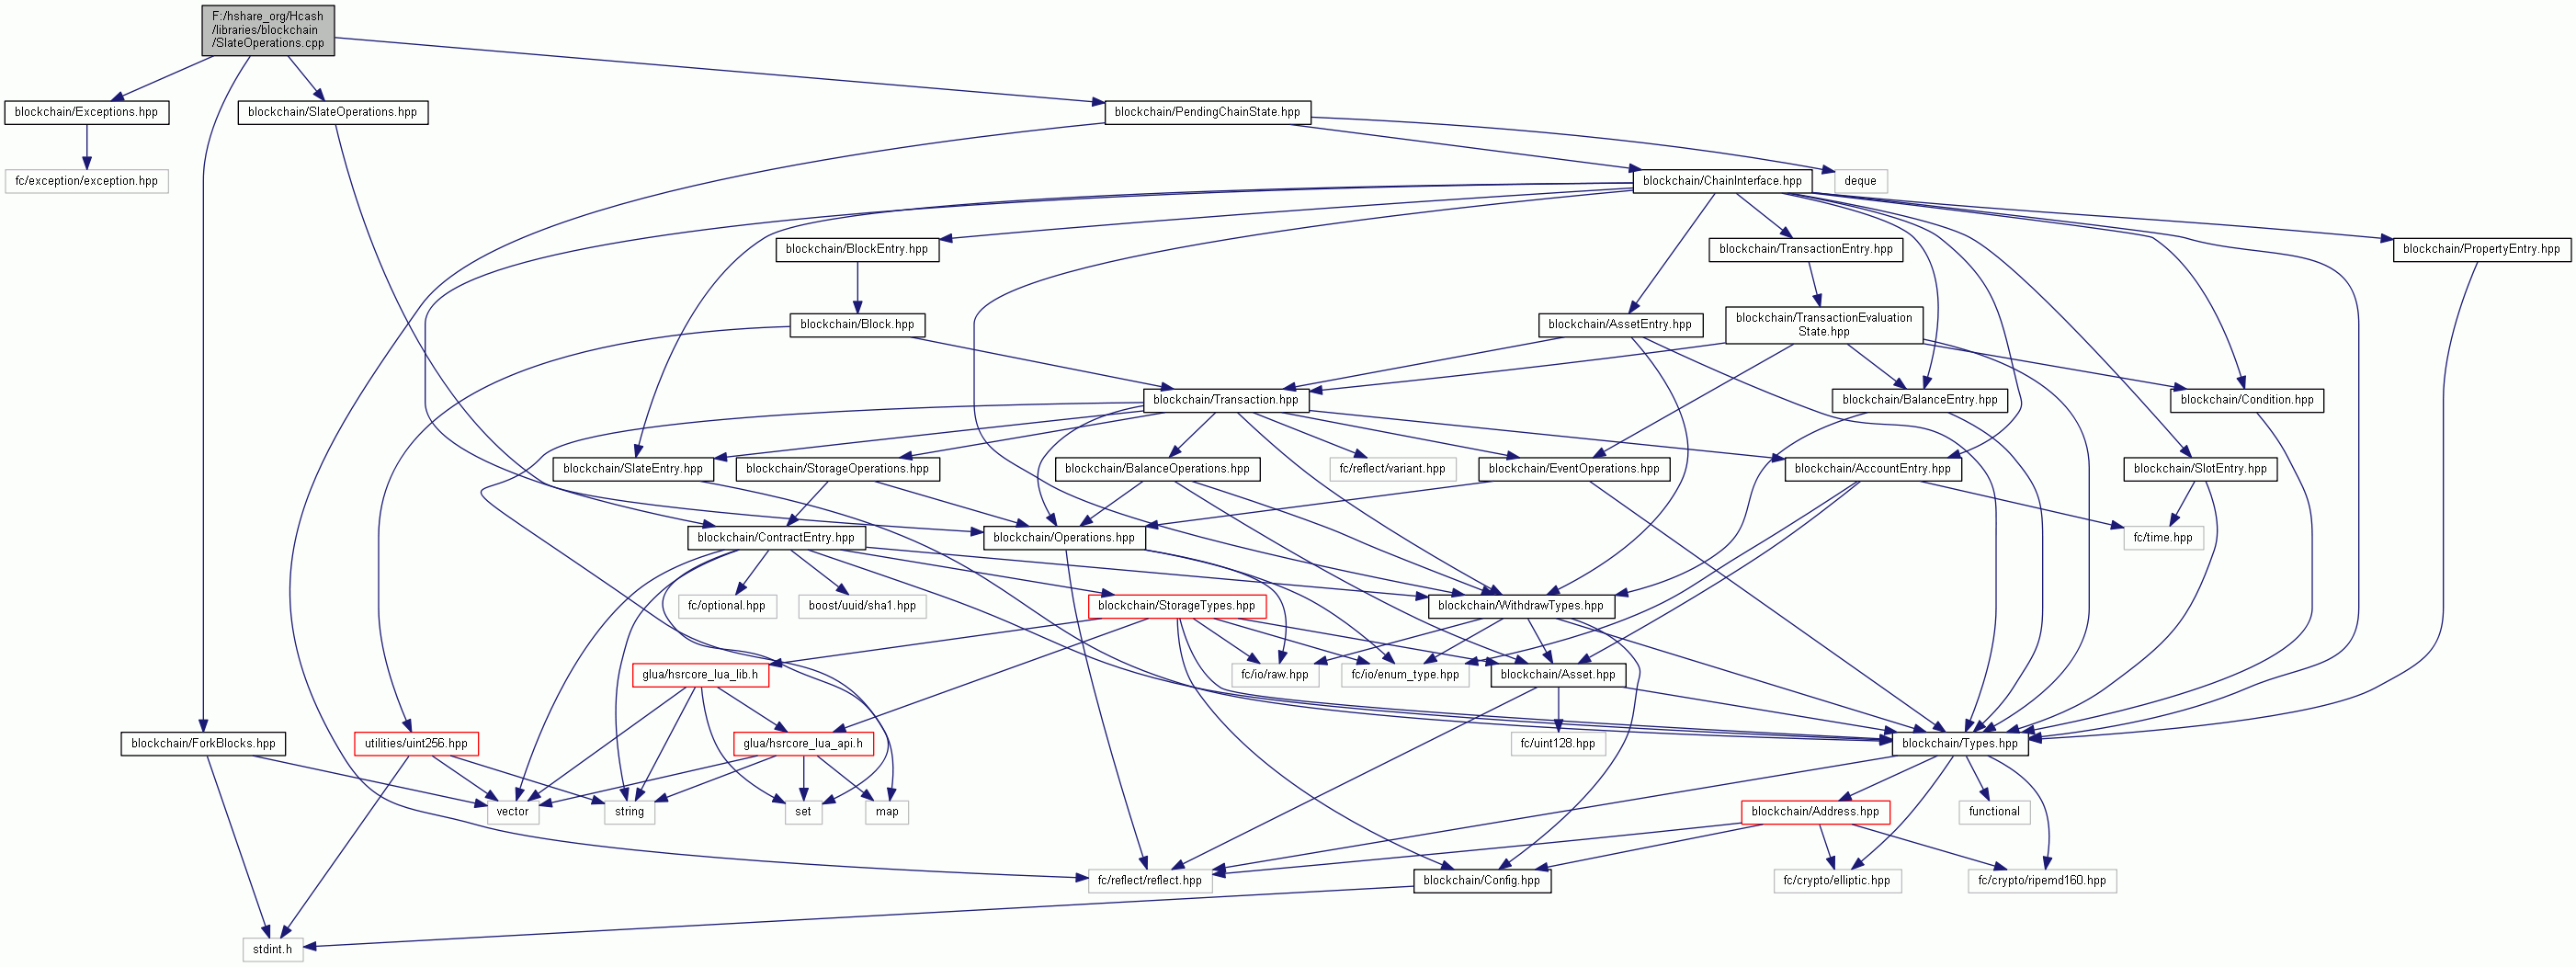 F:/hshare_org/Hcash
/libraries/blockchain
/SlateOperations.cpp
blockchain/Exceptions.hpp
blockchain/SlateOperations.hpp
blockchain/PendingChainState.hpp
fc/exception/exception.hpp
blockchain/ChainInterface.hpp
deque
blockchain/BlockEntry.hpp
blockchain/TransactionEntry.hpp
blockchain/PropertyEntry.hpp
blockchain/Block.hpp
blockchain/AssetEntry.hpp
blockchain/TransactionEvaluation
State.hpp
blockchain/Transaction.hpp
blockchain/BalanceEntry.hpp
blockchain/Condition.hpp
blockchain/SlateEntry.hpp
blockchain/StorageOperations.hpp
blockchain/BalanceOperations.hpp
fc/reflect/variant.hpp
blockchain/EventOperations.hpp
blockchain/AccountEntry.hpp
blockchain/SlotEntry.hpp
blockchain/ContractEntry.hpp
blockchain/Operations.hpp
fc/time.hpp
fc/optional.hpp
boost/uuid/sha1.hpp
blockchain/StorageTypes.hpp
blockchain/WithdrawTypes.hpp
glua/hsrcore_lua_lib.h
fc/io/raw.hpp
fc/io/enum_type.hpp
blockchain/Asset.hpp
blockchain/ForkBlocks.hpp
utilities/uint256.hpp
glua/hsrcore_lua_api.h
fc/uint128.hpp
blockchain/Types.hpp
vector
string
set
map
blockchain/Address.hpp
functional
fc/reflect/reflect.hpp
blockchain/Config.hpp
fc/crypto/elliptic.hpp
fc/crypto/ripemd160.hpp
stdint.h